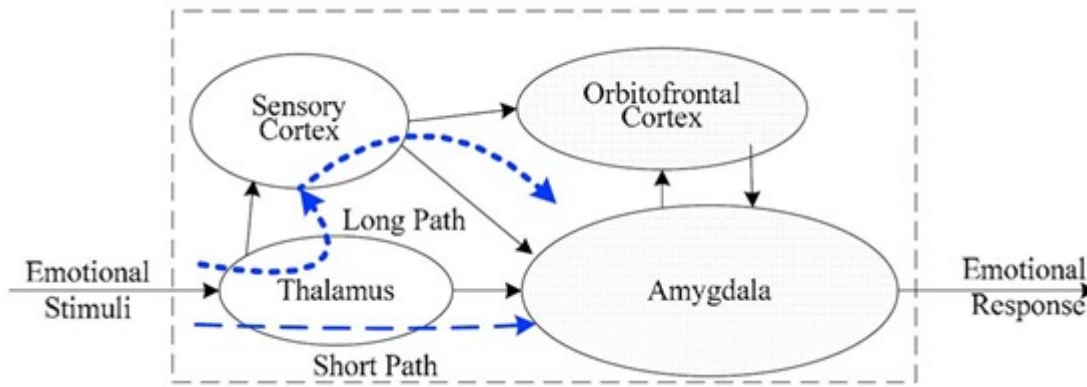 Sensory
Cortex
Orbitofrontal
Cortex
Long Path
Emotional
Stimuli
Thalamus
Amygdala
Emotional
Response
Short Path